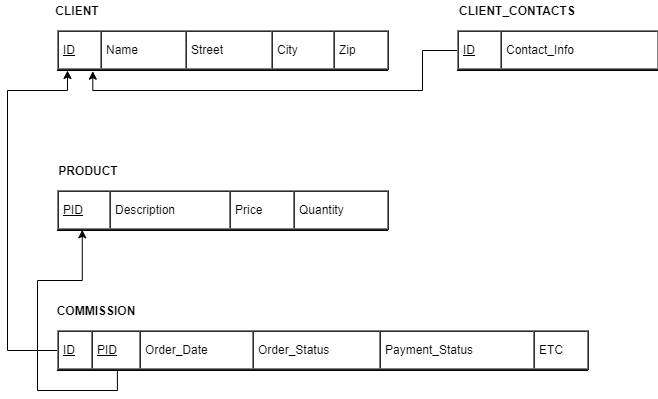 CLIENT
ID Name Street City Zip
CLIENT_CONTACTS
ID Contact_Info
PRODUCT
PID Description Price Quantity
COMMISSION
ID PID Order_Date Order_Status Payment_Status ETC